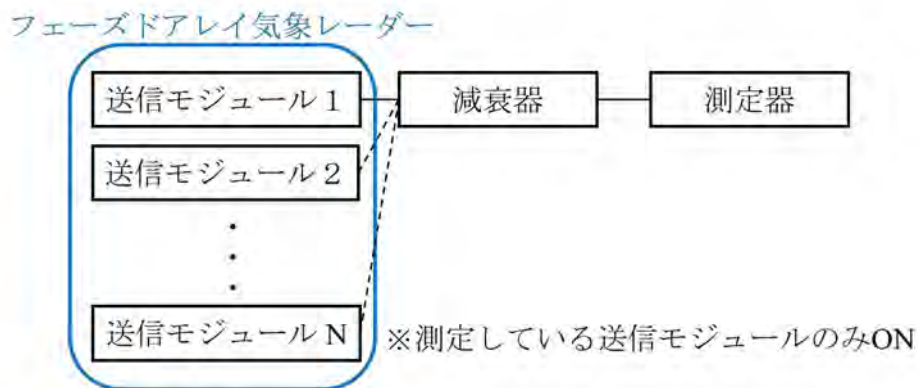 フェーズドアレイ気象レーダー
送信モジュール1 減衰器 測定器
送信モジュール2
・
・
・
送信モジュールN ※測定している送信モジュールのみON